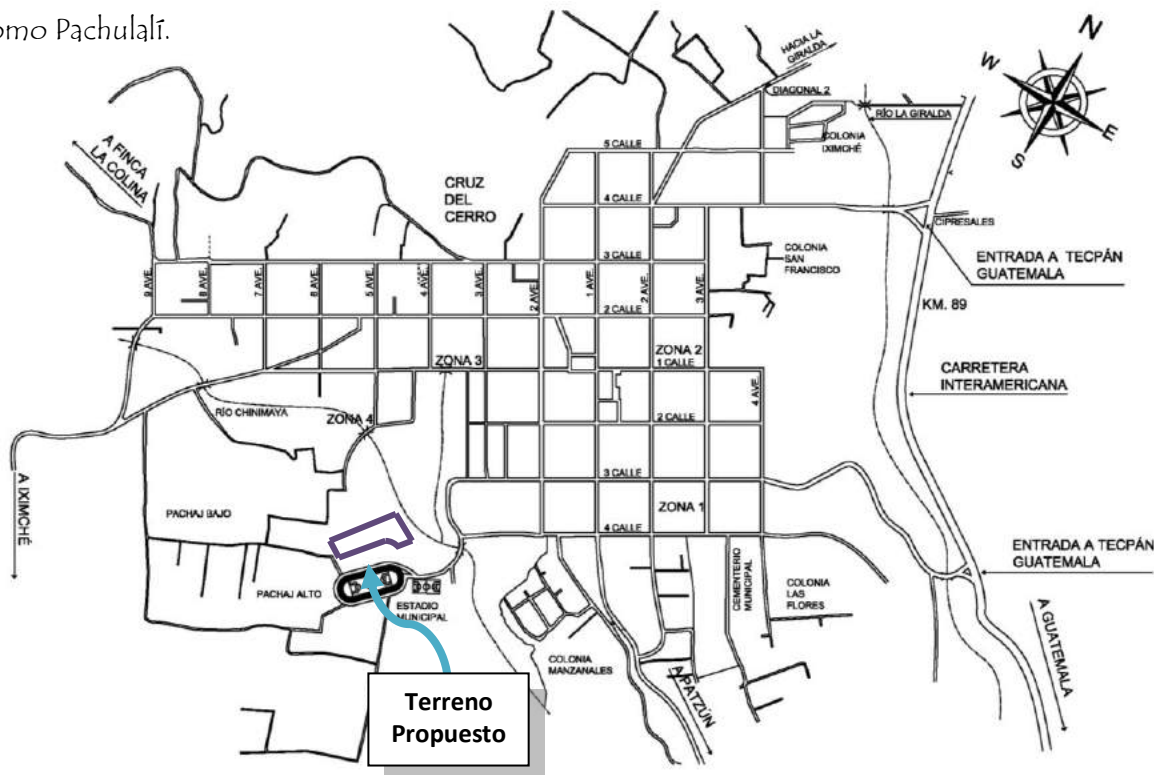 omo Pachulalí.
N
W
E
S
HACIA LA
GIRALDA
DIAGONAL 2
RÍO LA GIRALDA
COLONIA
IXIMCHÉ
5 CALLE
A FINCA
LA COLINA
CRUZ
DEL
CERRO
4 CALLE
CIPRESALES
3 CALLE
COLONIA
SAN
FRANCISCO
ENTRADA A TECPÁN
GUATEMALA
9 AVE.
8 AVE.
7 AVE.
6 AVE.
5 AVE.
4 AVE.
3 AVE.
2 AVE.
1 AVE.
2 AVE.
3 AVE.
2 CALLE
KM. 89
ZONA 3
ZONA 2
1 CALLE
CARRETERA
INTERAMERICANA
4 AVE.
RÍO CHINIMAYA
ZONA 4
2 CALLE
A IXIMCHÉ
3 CALLE
PACHAJ BAJO
ZONA 1
4 CALLE
ENTRADA A TECPÁN
GUATEMALA
CEMENTERIO
MUNICIPAL
COLONIA
LAS
FLORES
PACHAJ ALTO
ESTADIO
MUNICIPAL
COLONIA
MANZANALES
A PATZÚN
A GUATEMALA
Terreno
Propuesto